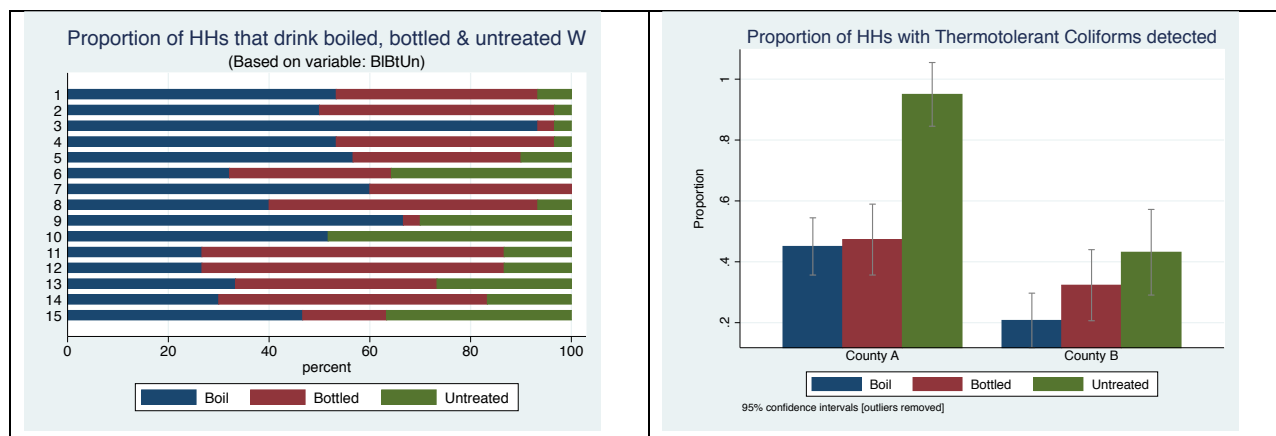 Proportion of HHs that drink boiled, bottled & untreated W
(Based on variable: BlBtUn)
1
2
3
4
5
6
7
8
9
10
11
12
13
14
15
0 20 40 60 80 100
percent
Boil Bottled Untreated
Proportion of HHs with Thermotolerant Coliforms detected
1
.8
.6
.4
.2
Proportion
County A County B
Boil Bottled Untreated
95% confidence intervals [outliers removed]